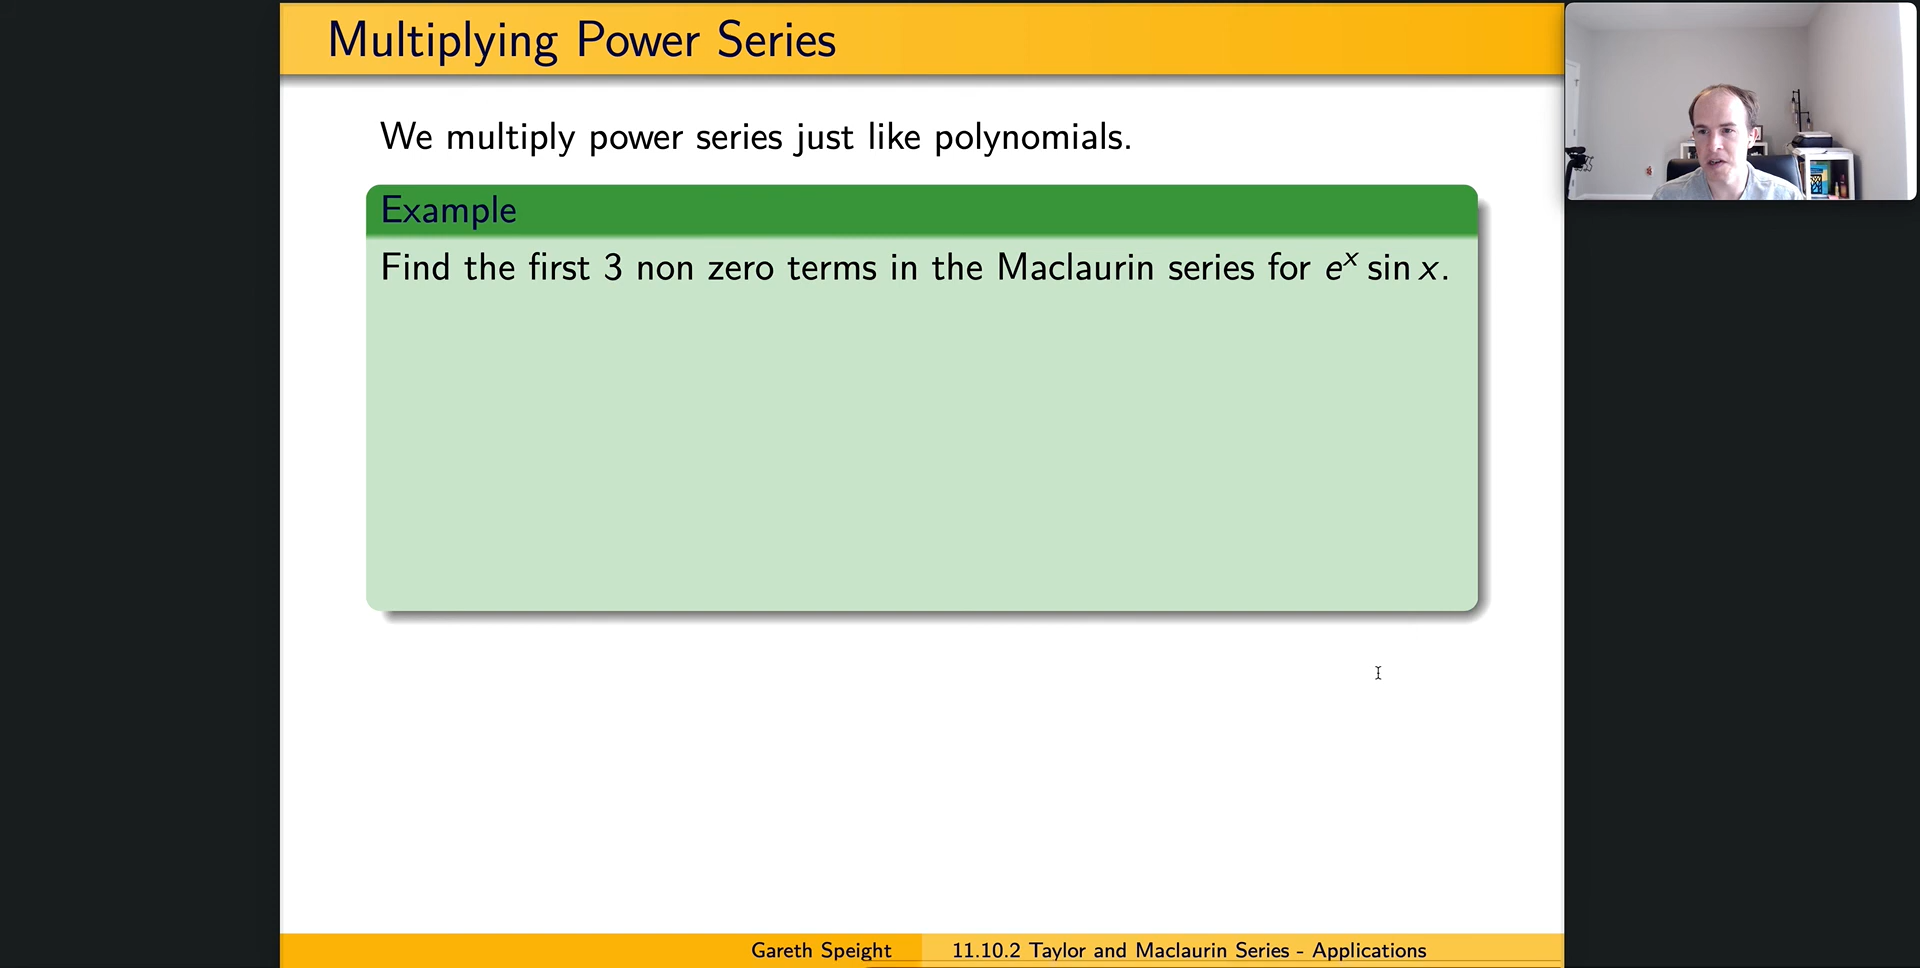 Multiplying Power Series
We multiply power series just like polynomials.
Example
Find the first 3 non zero terms in the Maclaurin series for eˣ sin x.
Gareth Speight
11.10.2 Taylor and Maclaurin Series - Applications